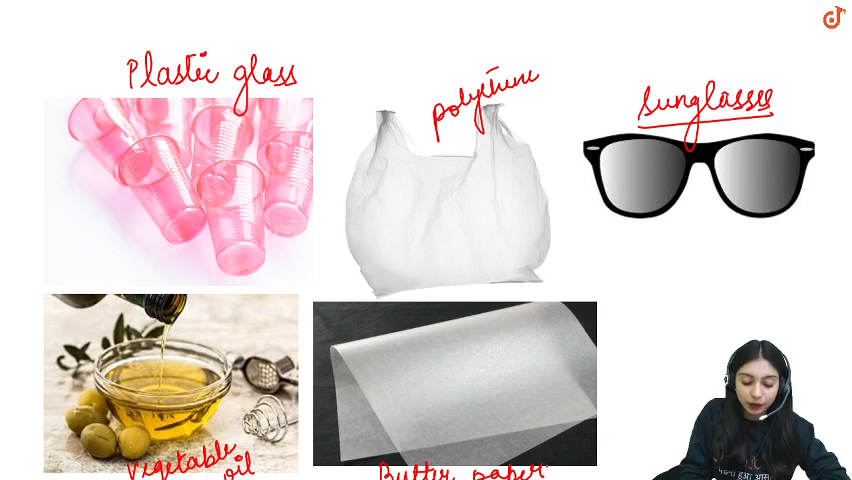 Plastic glass
polythene
sunglasses
vegetable
oil
Butter paper